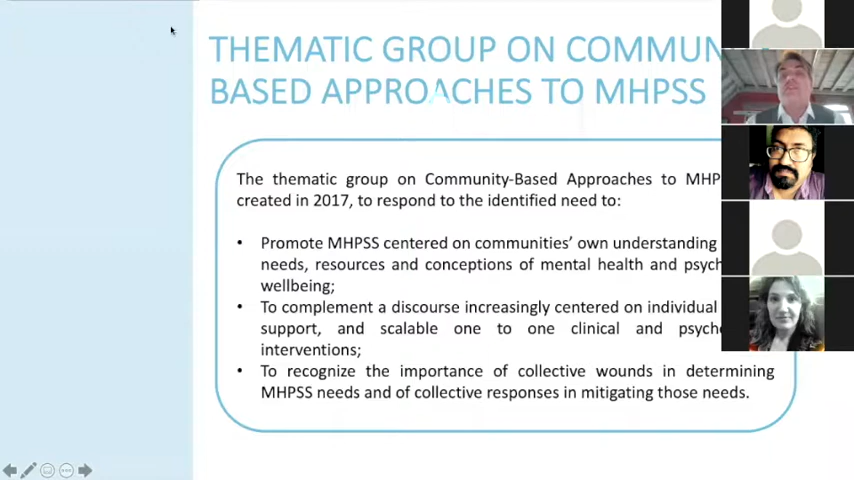 THEMATIC GROUP ON COMMUN
BASED APPROACHES TO MHPSS
The thematic group on Community-Based Approaches to MHP
created in 2017, to respond to the identified need to:
• Promote MHPSS centered on communities’ own understanding
needs, resources and conceptions of mental health and psych
wellbeing;
• To complement a discourse increasingly centered on individual
support, and scalable one to one clinical and psych
interventions;
• To recognize the importance of collective wounds in determining
MHPSS needs and of collective responses in mitigating those needs.